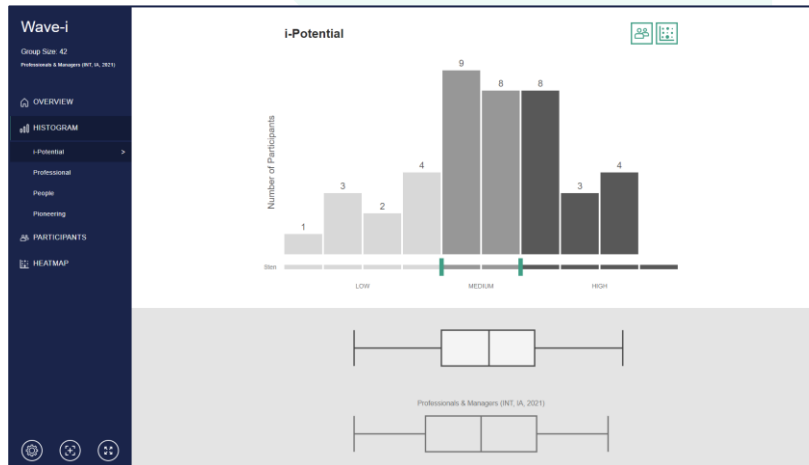 Wave-i
Group Size: 42
Professionals & Managers (INT, IA, 2021)
OVERVIEW
HISTOGRAM
i-Potential >
Professional
People
Pioneering
PARTICIPANTS
HEATMAP
i-Potential
Number of Participants
1
3
2
4
9
8
8
3
4
Sten
LOW
MEDIUM
HIGH
Professionals & Managers (INT, IA, 2021)